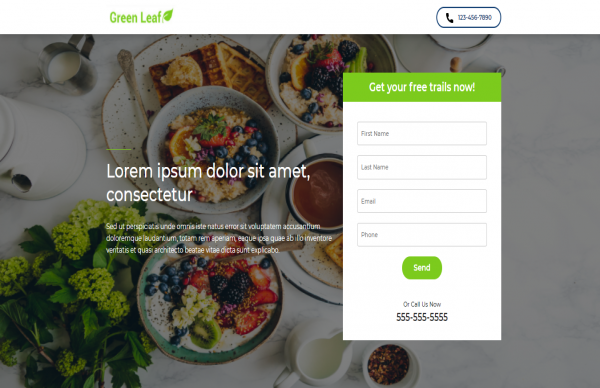 Green Leaf
123-456-7890
Get your free trails now!
First Name
Last Name
Lorem ipsum dolor sit amet,
consectetur
Email
Sed ut perspiciatis unde omnis iste natus error sit voluptatem accusantium
doloremque laudantium, totam rem aperiam, eaque ipsa quae ab illo inventore
veritatis et quasi architecto beatae vitae dicta sunt explicabo.
Phone
Send
Or Call Us Now
555-555-5555